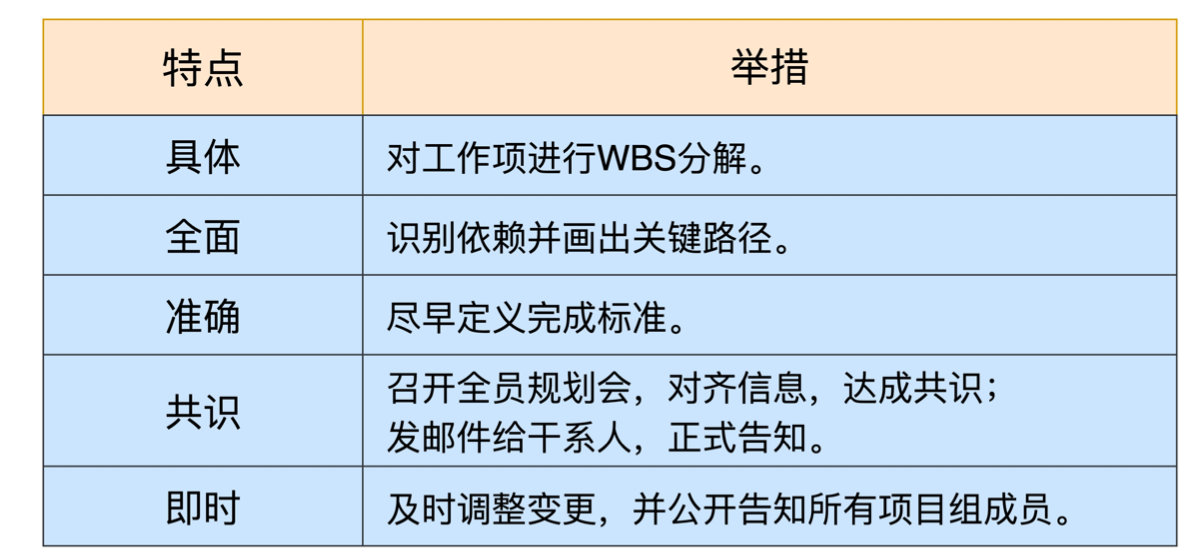 特点
举措
具体
对工作项进行WBS分解。
全面
识别依赖并画出关键路径。
准确
尽早定义完成标准。
共识
召开全员规划会，对齐信息，达成共识；
发邮件给干系人，正式告知。
即时
及时调整变更，并公开告知所有项目组成员。